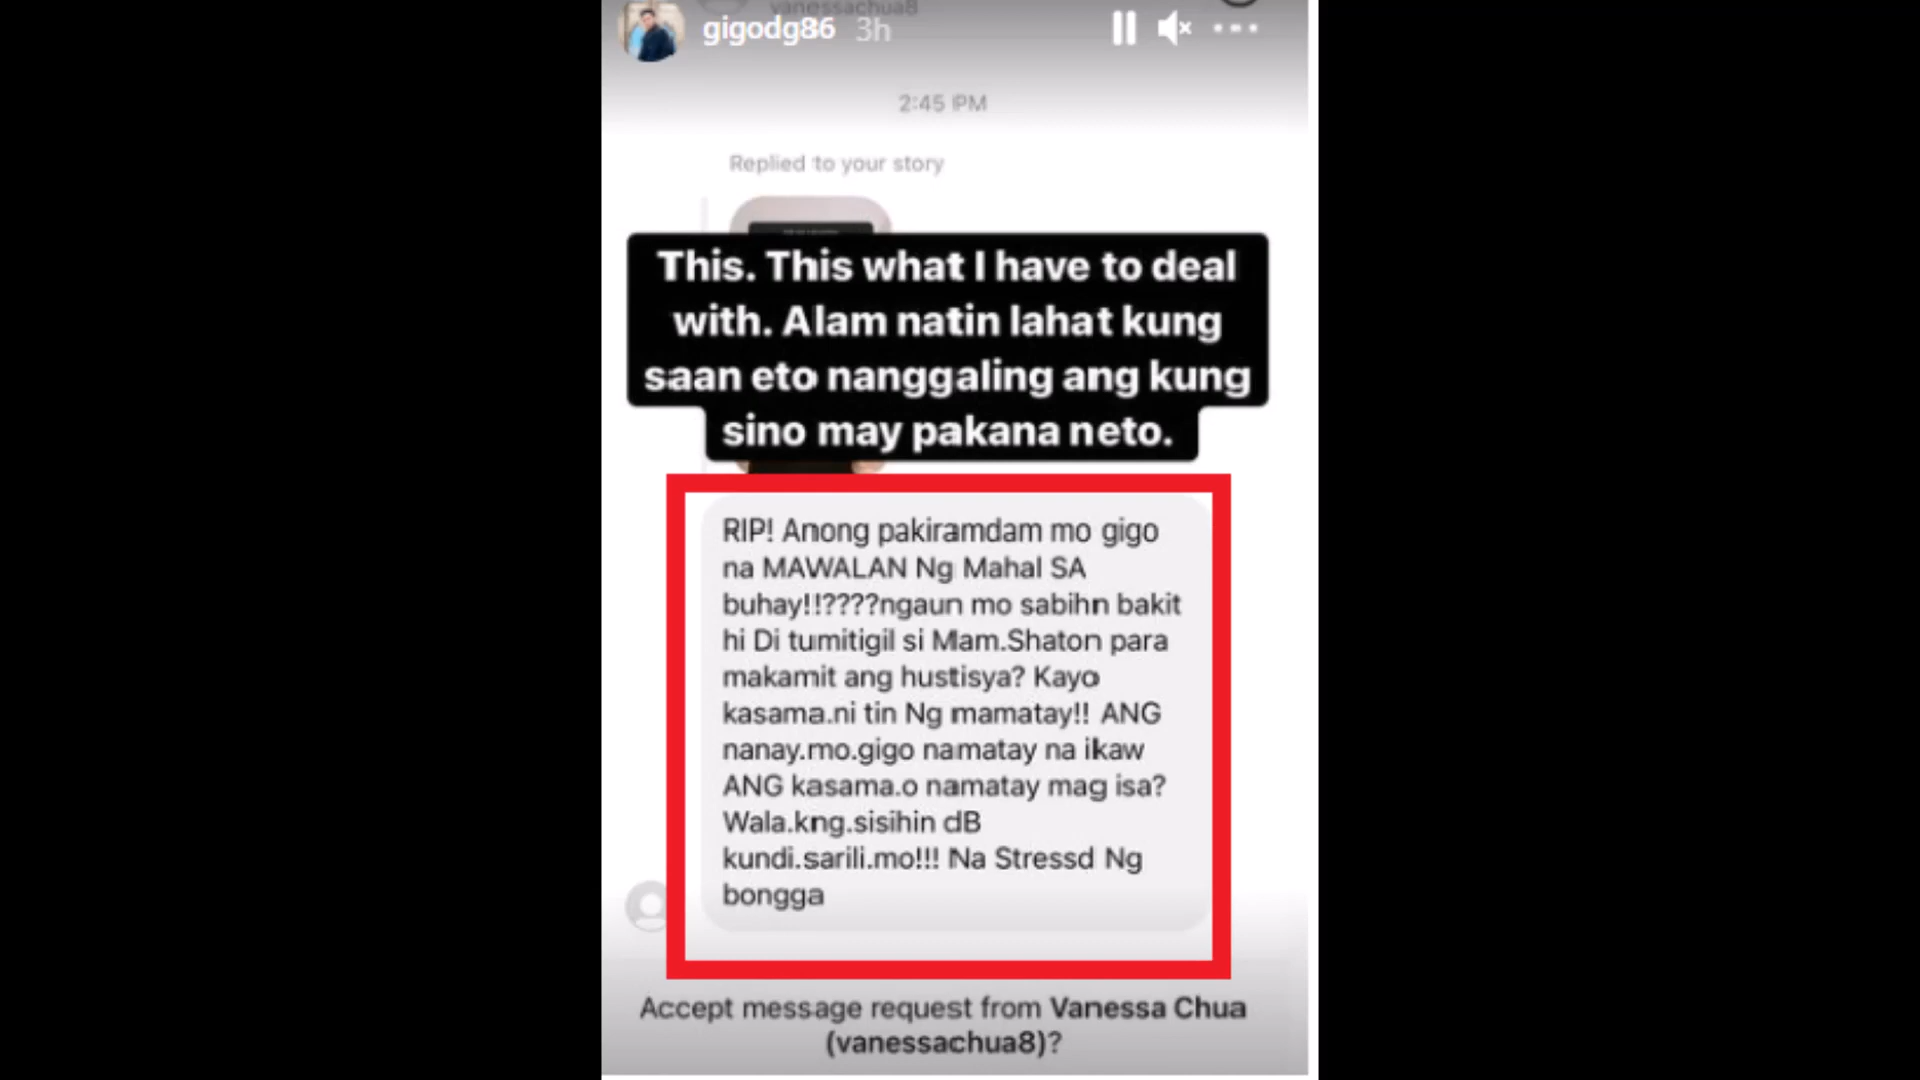 vanessachua8
gigodg86 3h
2:45 PM
Replied to your story
This. This what I have to deal
with. Alam natin lahat kung
saan eto nanggaling ang kung
sino may pakana neto.
RIP! Anong pakiramdam mo gigo
na MAWALAN Ng Mahal SA
buhay!!????ngaun mo sabihn bakit
hi Di tumitigil si Mam.Shaton para
makamit ang hustisya? Kayo
kasama.ni tin Ng mamatay!! ANG
nanay.mo.gigo namatay na ikaw
ANG kasama.o namatay mag isa?
Wala.kng.sisihin dB
kundi.sarili.mo!!! Na Stressd Ng
bongga
Accept message request from Vanessa Chua
(vanessachua8)?